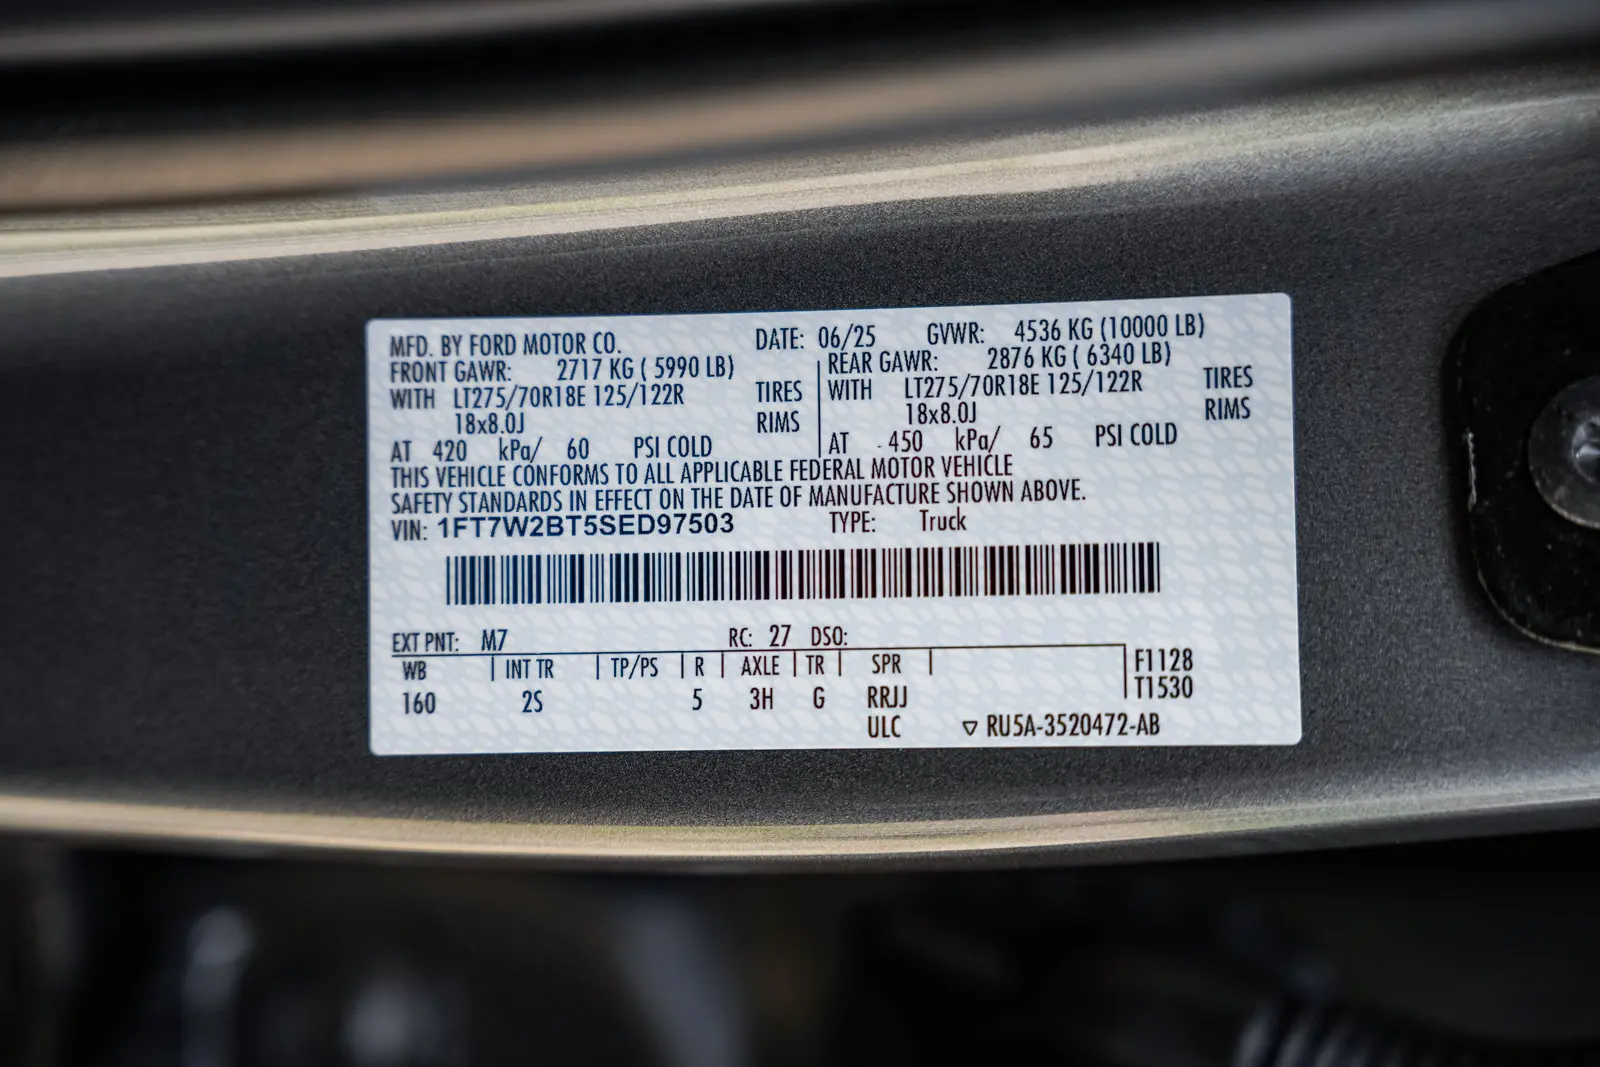 MFD. BY FORD MOTOR CO. DATE: 06/25 GVWR: 4536 KG (10000 LB)
FRONT GAWR: 2717 KG ( 5990 LB) REAR GAWR: 2876 KG ( 6340 LB)
WITH LT275/70R18E 125/122R TIRES WITH LT275/70R18E 125/122R TIRES
18x8.0J RIMS 18x8.0J RIMS
AT 420 kPa/ 60 PSI COLD AT 450 kPa/ 65 PSI COLD
THIS VEHICLE CONFORMS TO ALL APPLICABLE FEDERAL MOTOR VEHICLE
SAFETY STANDARDS IN EFFECT ON THE DATE OF MANUFACTURE SHOWN ABOVE.
VIN: 1FT7W2BT5SED97503 TYPE: Truck
EXT PNT: M7 RC: 27 DSO:
WB INT TR TP/PS R AXLE TR SPR F1128
160 2S 5 3H G RRJJ T1530
ULC ▽ RU5A-3520472-AB